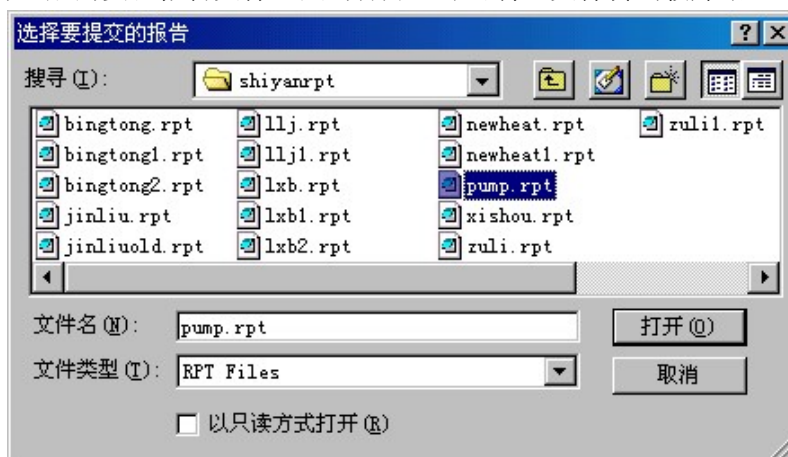 选择要提交的报告
搜寻(I): shiyanrpt
bingtong.rpt llj.rpt newheat.rpt zuli1.rpt
bingtong1.rpt llj1.rpt newheat1.rpt
bingtong2.rpt lxb.rpt pump.rpt
jinliu.rpt lxb1.rpt xishou.rpt
jinliuold.rpt lxb2.rpt zuli.rpt
文件名(N): pump.rpt 打开(O)
文件类型(T): RPT Files 取消
以只读方式打开(R)